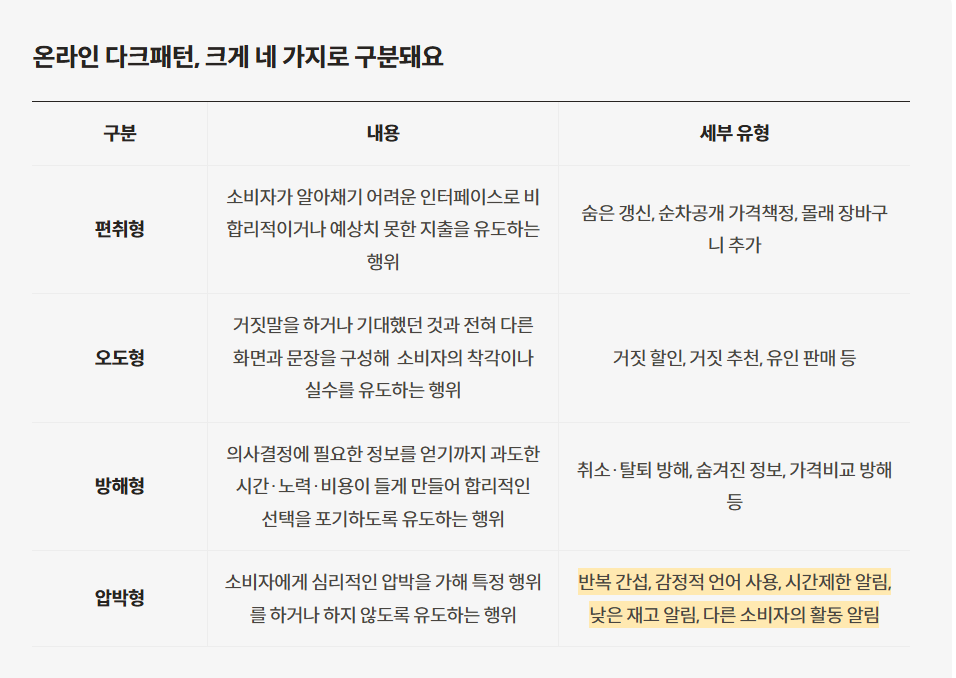 온라인 다크패턴, 크게 네 가지로 구분돼요
구분
내용
세부 유형
편취형
소비자가 알아채기 어려운 인터페이스로 비
합리적이거나 예상치 못한 지출을 유도하는
행위
숨은 갱신, 순차공개 가격책정, 몰래 장바구
니 추가
오도형
거짓말을 하거나 기대했던 것과 전혀 다른
화면과 문장을 구성해 소비자의 착각이나
실수를 유도하는 행위
거짓 할인, 거짓 추천, 유인 판매 등
방해형
의사결정에 필요한 정보를 얻기까지 과도한
시간·노력·비용이 들게 만들어 합리적인
선택을 포기하도록 유도하는 행위
취소·탈퇴 방해, 숨겨진 정보, 가격비교 방해
등
압박형
소비자에게 심리적인 압박을 가해 특정 행위
를 하거나 하지 않도록 유도하는 행위
반복 간섭, 감정적 언어 사용, 시간제한 알림,
낮은 재고 알림, 다른 소비자의 활동 알림